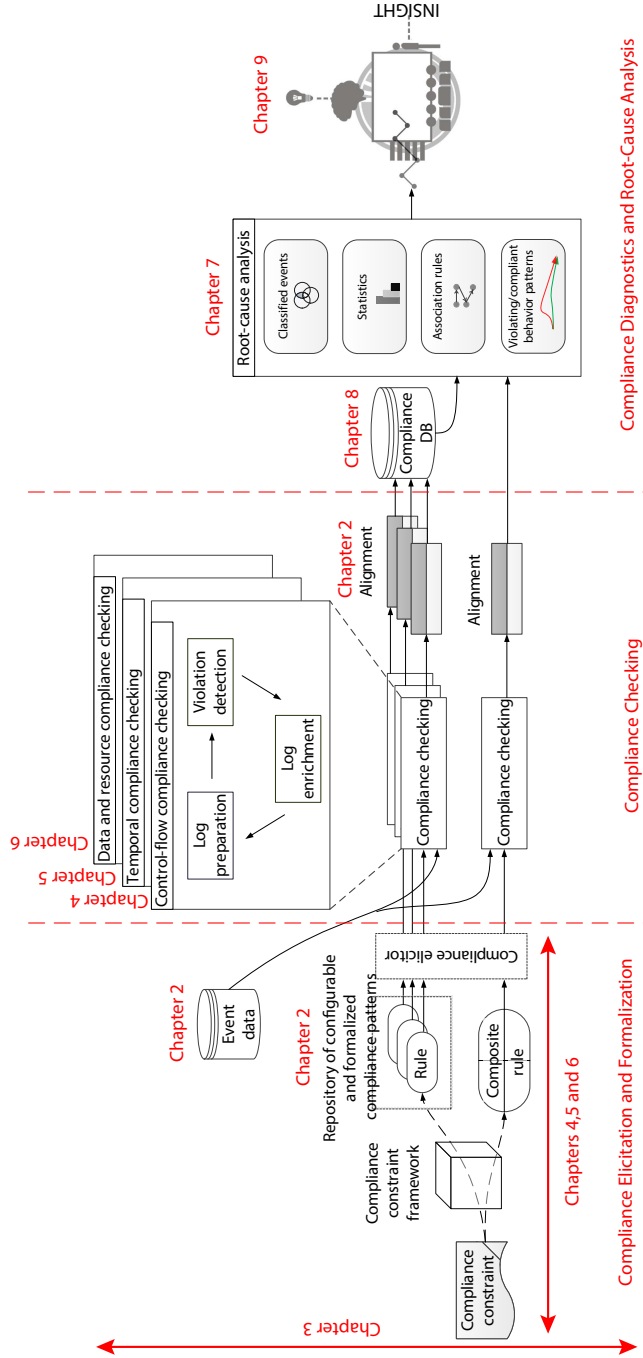 Chapter 3
Compliance
constraint
Compliance
constraint
framework
Chapter 2
Event
data
Chapter 2
Repository of configurable
and formalized
compliance patterns
Rule
Composite
rule
Compliance elicitor
Chapters 4,5 and 6
Compliance Elicitation and Formalization
Chapter 6
Data and resource compliance checking
Chapter 5
Temporal compliance checking
Chapter 4
Control-flow compliance checking
Log
preparation
Violation
detection
Log
enrichment
Compliance checking
Compliance checking
Chapter 2
Alignment
Alignment
Compliance Checking
Chapter 8
Compliance
DB
Chapter 7
Root-cause analysis
Classified events
Statistics
Association rules
Violating/compliant
behavior patterns
Chapter 9
INSIGHT
Compliance Diagnostics and Root-Cause Analysis